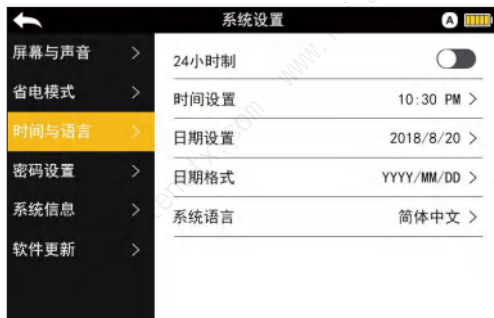 系统设置
A
屏幕与声音
省电模式
时间与语言
密码设置
系统信息
软件更新
24小时制
时间设置 10:30 PM
日期设置 2018/8/20
日期格式 YYYY/MM/DD
系统语言 简体中文